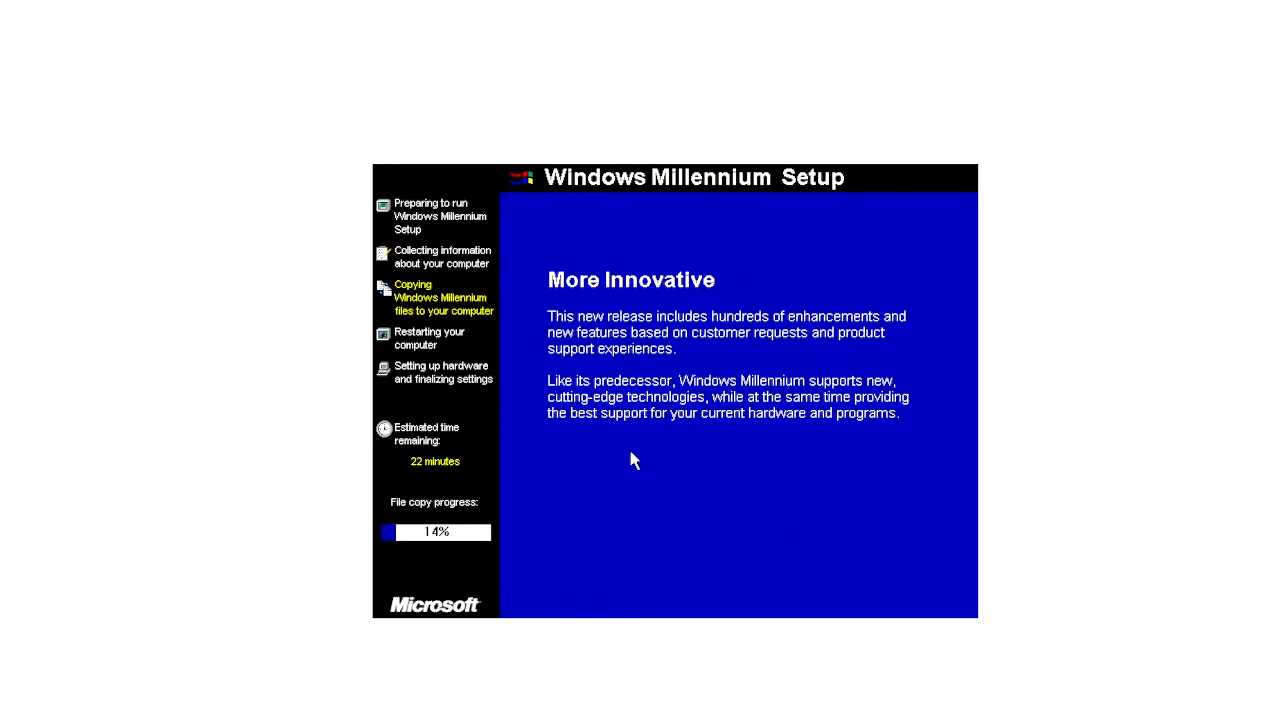 Windows Millennium Setup
Preparing to run
Windows Millennium
Setup
Collecting information
about your computer
Copying
Windows Millennium
files to your computer
Restarting your
computer
Setting up hardware
and finalizing settings
Estimated time
remaining:
22 minutes
File copy progress:
14%
Microsoft
More Innovative
This new release includes hundreds of enhancements and
new features based on customer requests and product
support experiences.
Like its predecessor, Windows Millennium supports new,
cutting-edge technologies, while at the same time providing
the best support for your current hardware and programs.